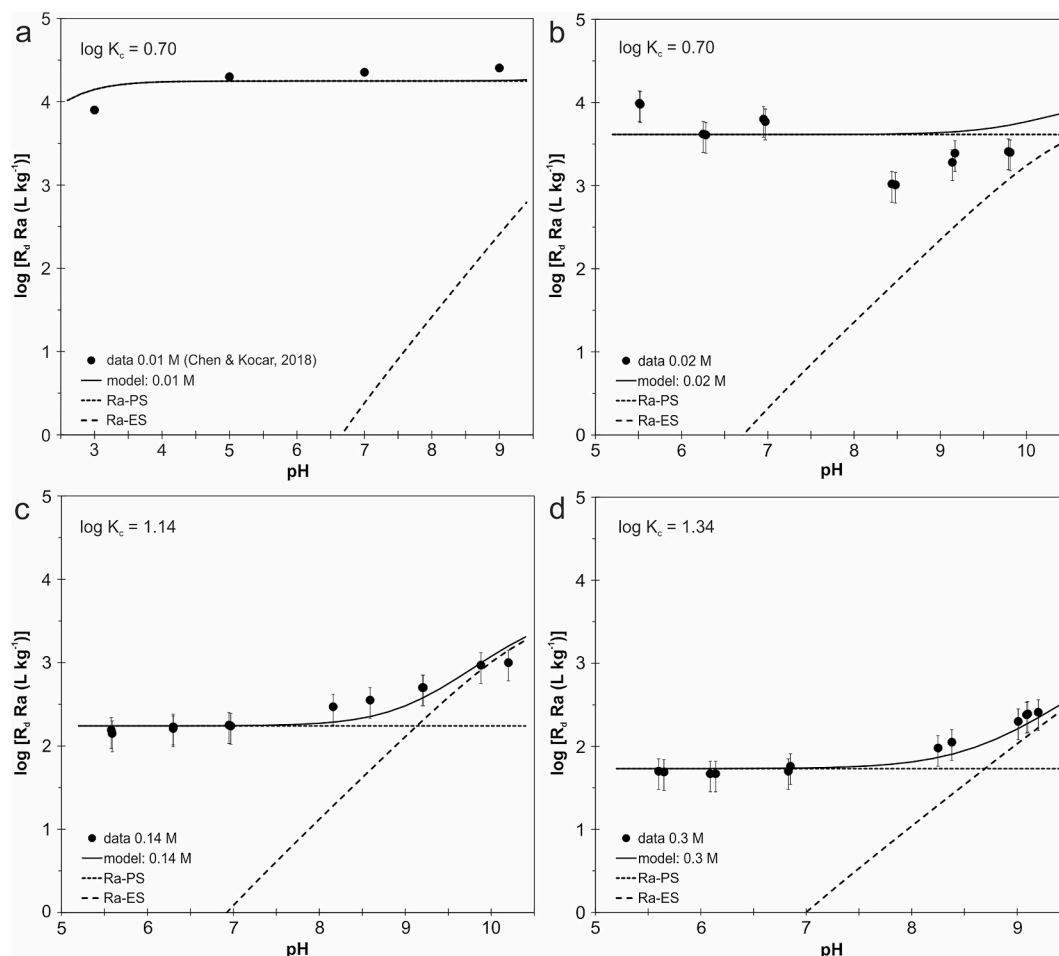 a
log K꜀ = 0.70
log [R_d Ra (L kg⁻¹)]
5
4
3
2
1
0
data 0.01 M (Chen & Kocar, 2018)
model: 0.01 M
Ra-PS
Ra-ES
3 4 5 6 7 8 9
pH
b
log K꜀ = 0.70
log [R_d Ra (L kg⁻¹)]
5
4
3
2
1
0
data 0.02 M
model: 0.02 M
Ra-PS
Ra-ES
5 6 7 8 9 10
pH
c
log K꜀ = 1.14
log [R_d Ra (L kg⁻¹)]
5
4
3
2
1
0
data 0.14 M
model: 0.14 M
Ra-PS
Ra-ES
5 6 7 8 9 10
pH
d
log K꜀ = 1.34
log [R_d Ra (L kg⁻¹)]
5
4
3
2
1
0
data 0.3 M
model: 0.3 M
Ra-PS
Ra-ES
5 6 7 8 9
pH